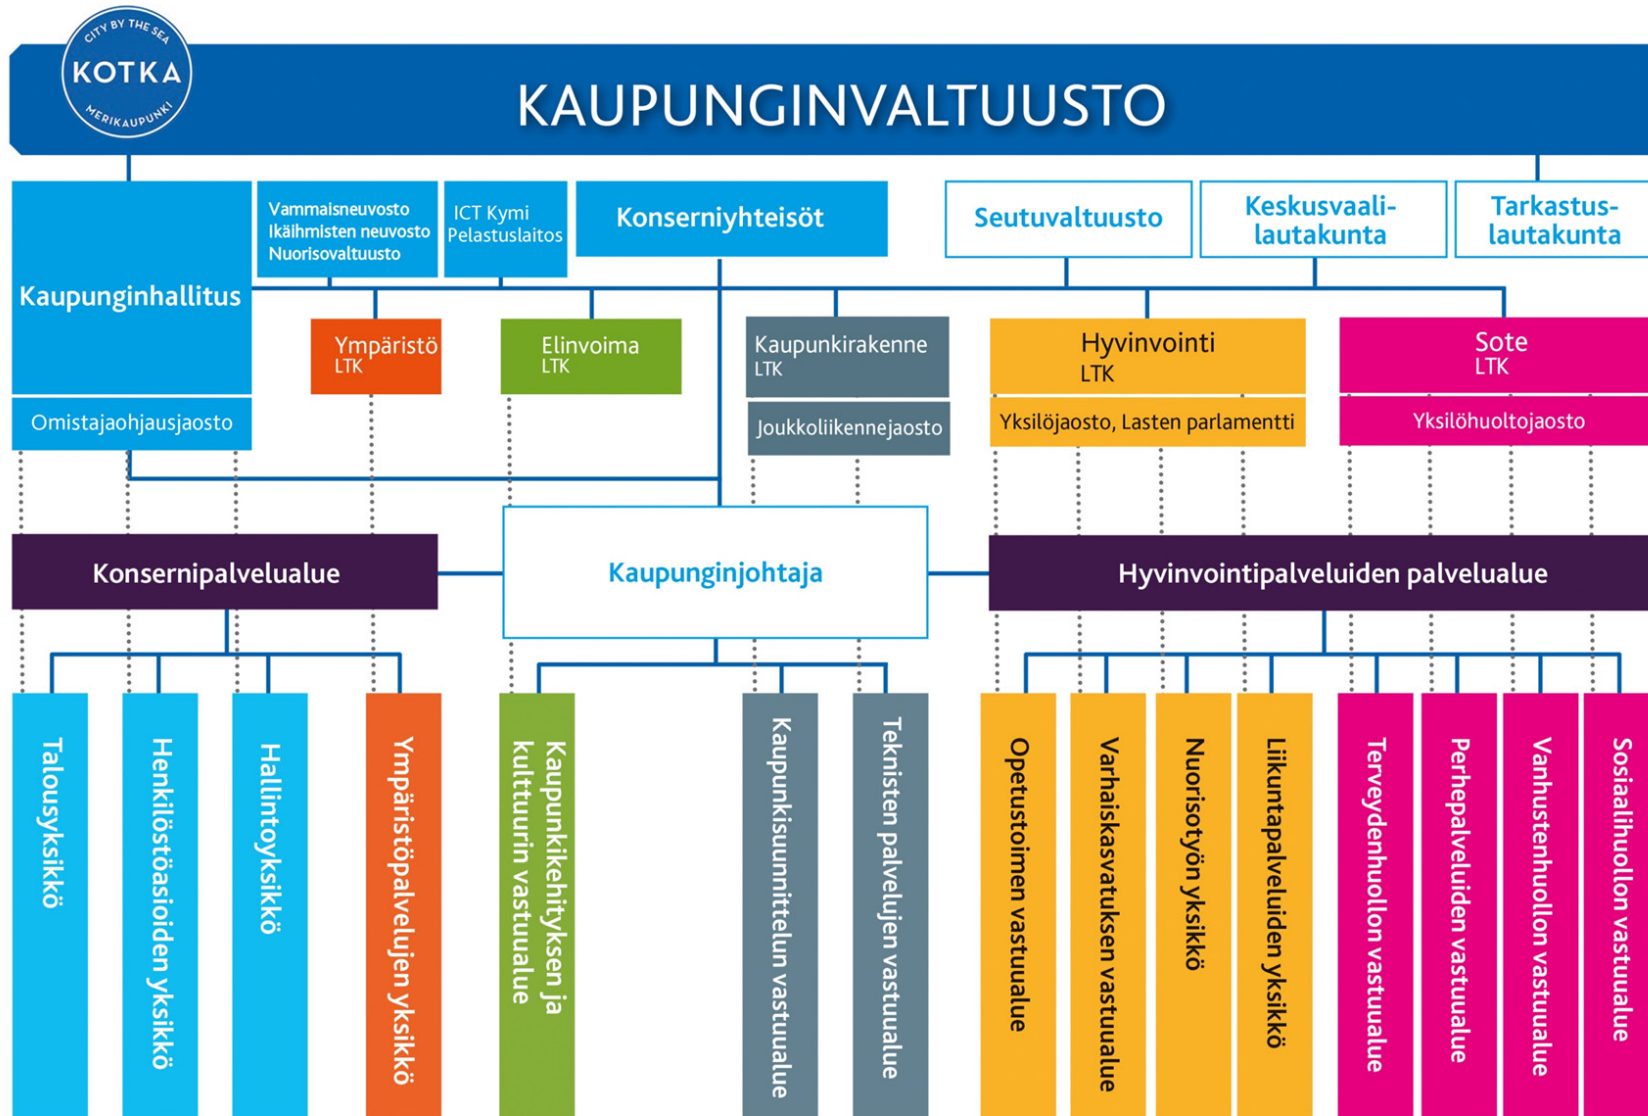 CITY BY THE SEA
KOTKA
MERIKAUPUNKI
KAUPUNGINVALTUUSTO
Kaupunginhallitus
Vammaisneuvosto
Ikäihmisten neuvosto
Nuorisovaltuusto
ICT Kymi
Pelastuslaitos
Konserniyhteisöt
Seutuvaltuusto
Keskusvaali-
lautakunta
Tarkastus-
lautakunta
Ympäristö
LTK
Elinvoima
LTK
Kaupunkirakenne
LTK
Hyvinvointi
LTK
Sote
LTK
Omistajaohjausjaosto
Joukkoliikennejaosto
Yksilöjaosto, Lasten parlamentti
Yksilöhuoltojaosto
Konsernipalvelualue
Kaupunginjohtaja
Hyvinvointipalveluiden palvelualue
Talousyksikkö
Henkilöstöasioiden yksikkö
Hallintoyksikkö
Ympäristöpalvelujen yksikkö
Kaupunkikehityksen ja
kulttuurin vastuualue
Kaupunkisuunnittelun vastuualue
Teknisten palvelujen vastuualue
Opetustoimen vastuualue
Varhaiskasvatuksen vastuualue
Nuorisotyön yksikkö
Liikuntapalveluiden yksikkö
Terveydenhuollon vastuualue
Perhepalveluiden vastuualue
Vanhustenhuollon vastuualue
Sosiaalihuollon vastuualue